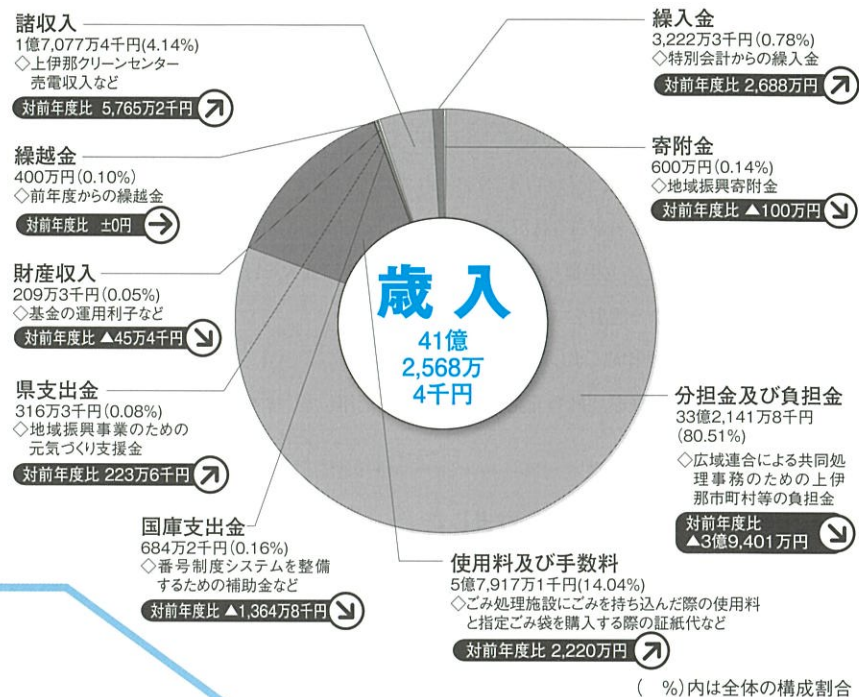 諸収入
1億7,077万4千円(4.14%)
◇上伊那クリーンセンター
売電収入など
対前年度比 5,765万2千円
繰越金
400万円(0.10%)
◇前年度からの繰越金
対前年度比 ±0円
財産収入
209万3千円(0.05%)
◇基金の運用利子など
対前年度比 ▲45万4千円
県支出金
316万3千円(0.08%)
◇地域振興事業のための
元気づくり支援金
対前年度比 223万6千円
国庫支出金
684万2千円(0.16%)
◇番号制度システムを整備
するための補助金など
対前年度比 ▲1,364万8千円
歳入
41億
2,568万
4千円
繰入金
3,222万3千円(0.78%)
◇特別会計からの繰入金
対前年度比 2,688万円
寄附金
600万円(0.14%)
◇地域振興寄附金
対前年度比 ▲100万円
分担金及び負担金
33億2,141万8千円
(80.51%)
◇広域連合による共同処
理事務のための上伊
那市町村等の負担金
対前年度比
▲3億9,401万円
使用料及び手数料
5億7,917万1千円(14.04%)
◇ごみ処理施設にごみを持ち込んだ際の使用料
と指定ごみ袋を購入する際の証紙代など
対前年度比 2,220万円
( %)内は全体の構成割合